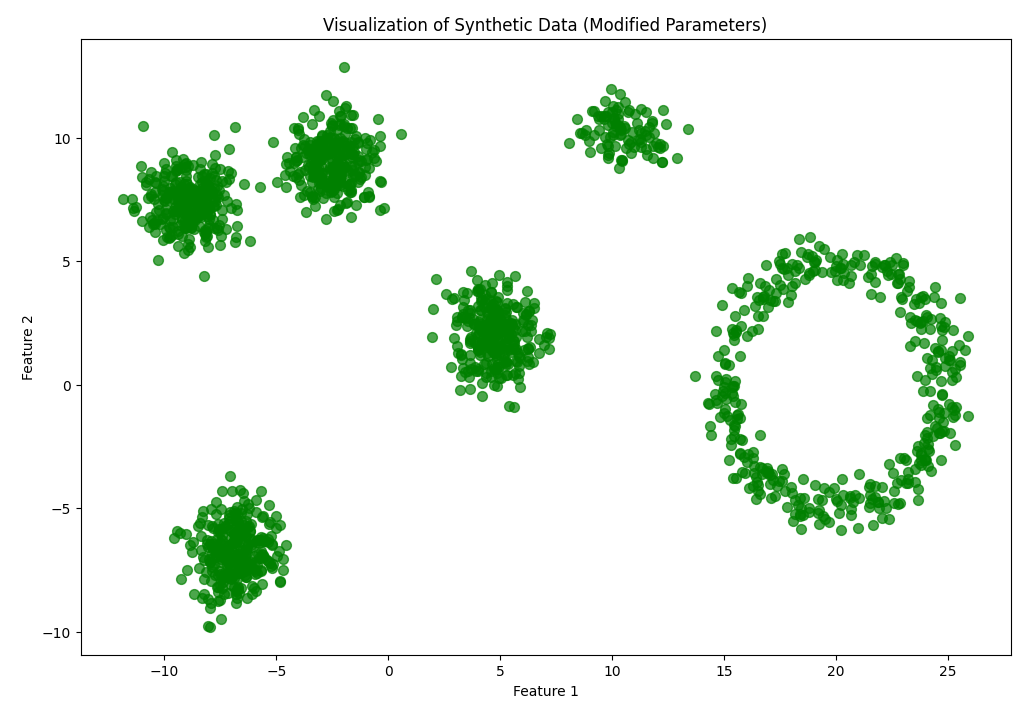 Visualization of Synthetic Data (Modified Parameters)
10
5
0
−5
−10
Feature 2
−10 −5 0 5 10 15 20 25
Feature 1